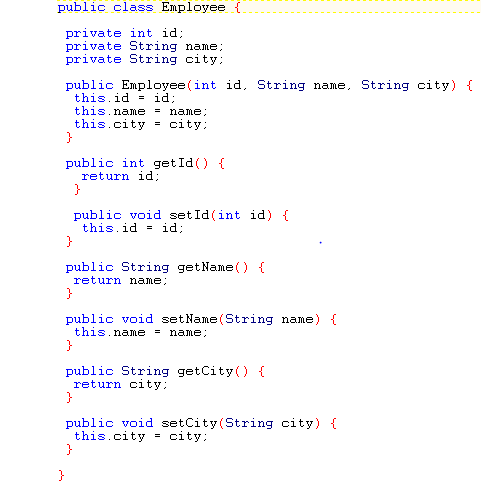 public class Employee {
private int id;
private String name;
private String city;
public Employee(int id, String name, String city) {
this.id = id;
this.name = name;
this.city = city;
}
public int getId() {
return id;
}
public void setId(int id) {
this.id = id;
}
public String getName() {
return name;
}
public void setName(String name) {
this.name = name;
}
public String getCity() {
return city;
}
public void setCity(String city) {
this.city = city;
}
}